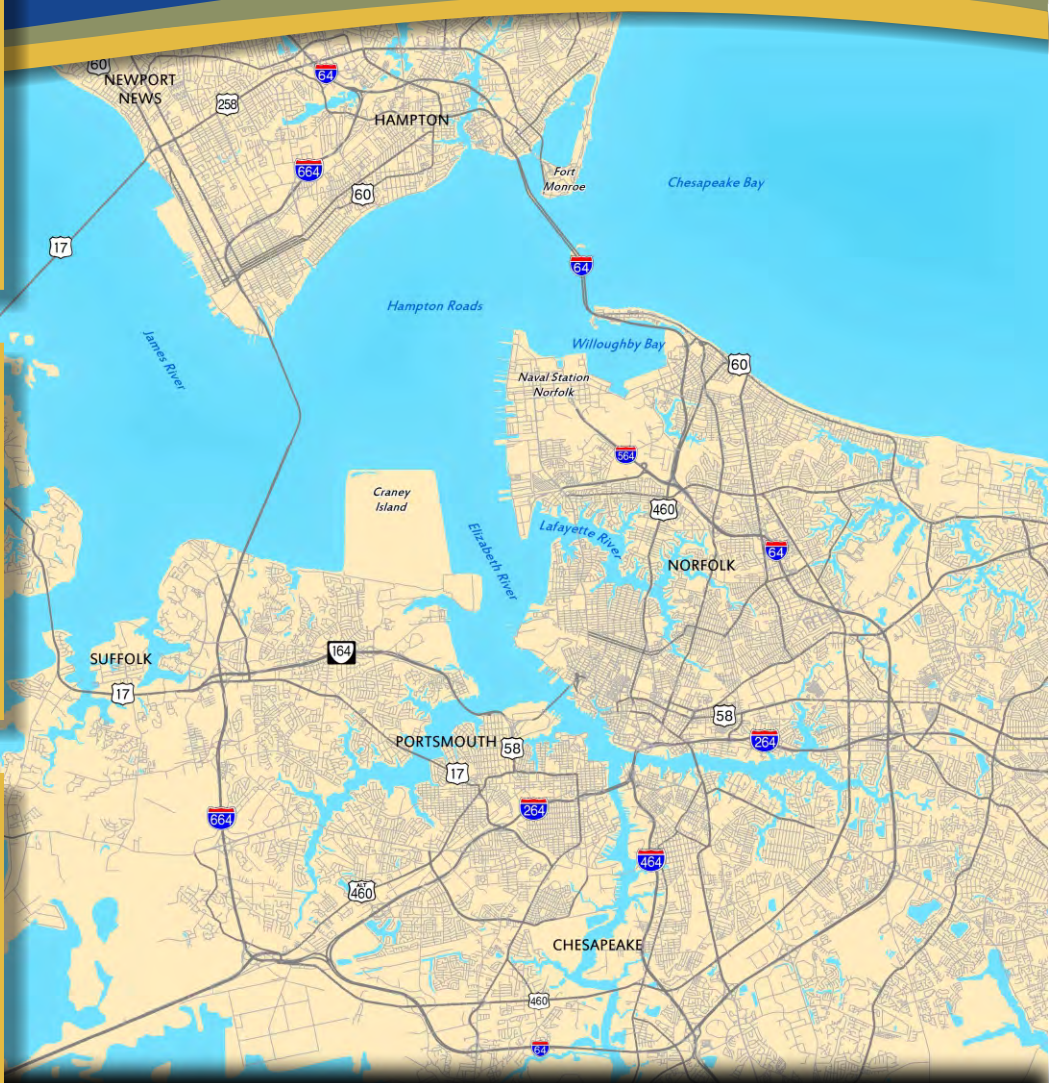 60
NEWPORT
NEWS
64
258
HAMPTON
664
60
Fort
Monroe
Chesapeake Bay
17
64
Hampton Roads
James River
Willoughby Bay
60
Naval Station
Norfolk
564
Craney
Island
460
Elizabeth River
Lafayette River
64
NORFOLK
164
SUFFOLK
17
58
264
PORTSMOUTH
58
17
264
664
464
ALT
460
CHESAPEAKE
460
64